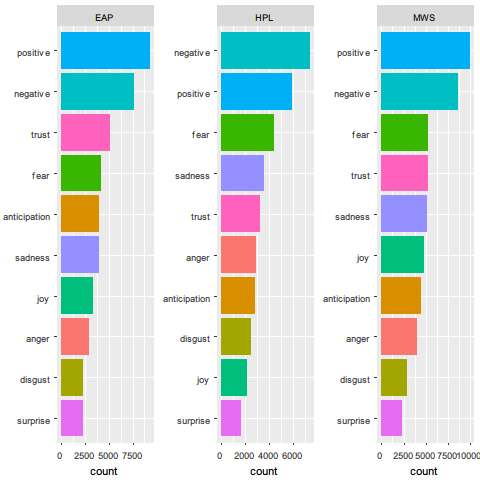 EAP
positive
negative
trust
fear
anticipation
sadness
joy
anger
disgust
surprise
0 2500 5000 7500
count
HPL
negative
positive
fear
sadness
trust
anger
anticipation
disgust
joy
surprise
0 2000 4000 6000
count
MWS
positive
negative
fear
trust
sadness
joy
anticipation
anger
disgust
surprise
0 2500 5000 7500 10000
count